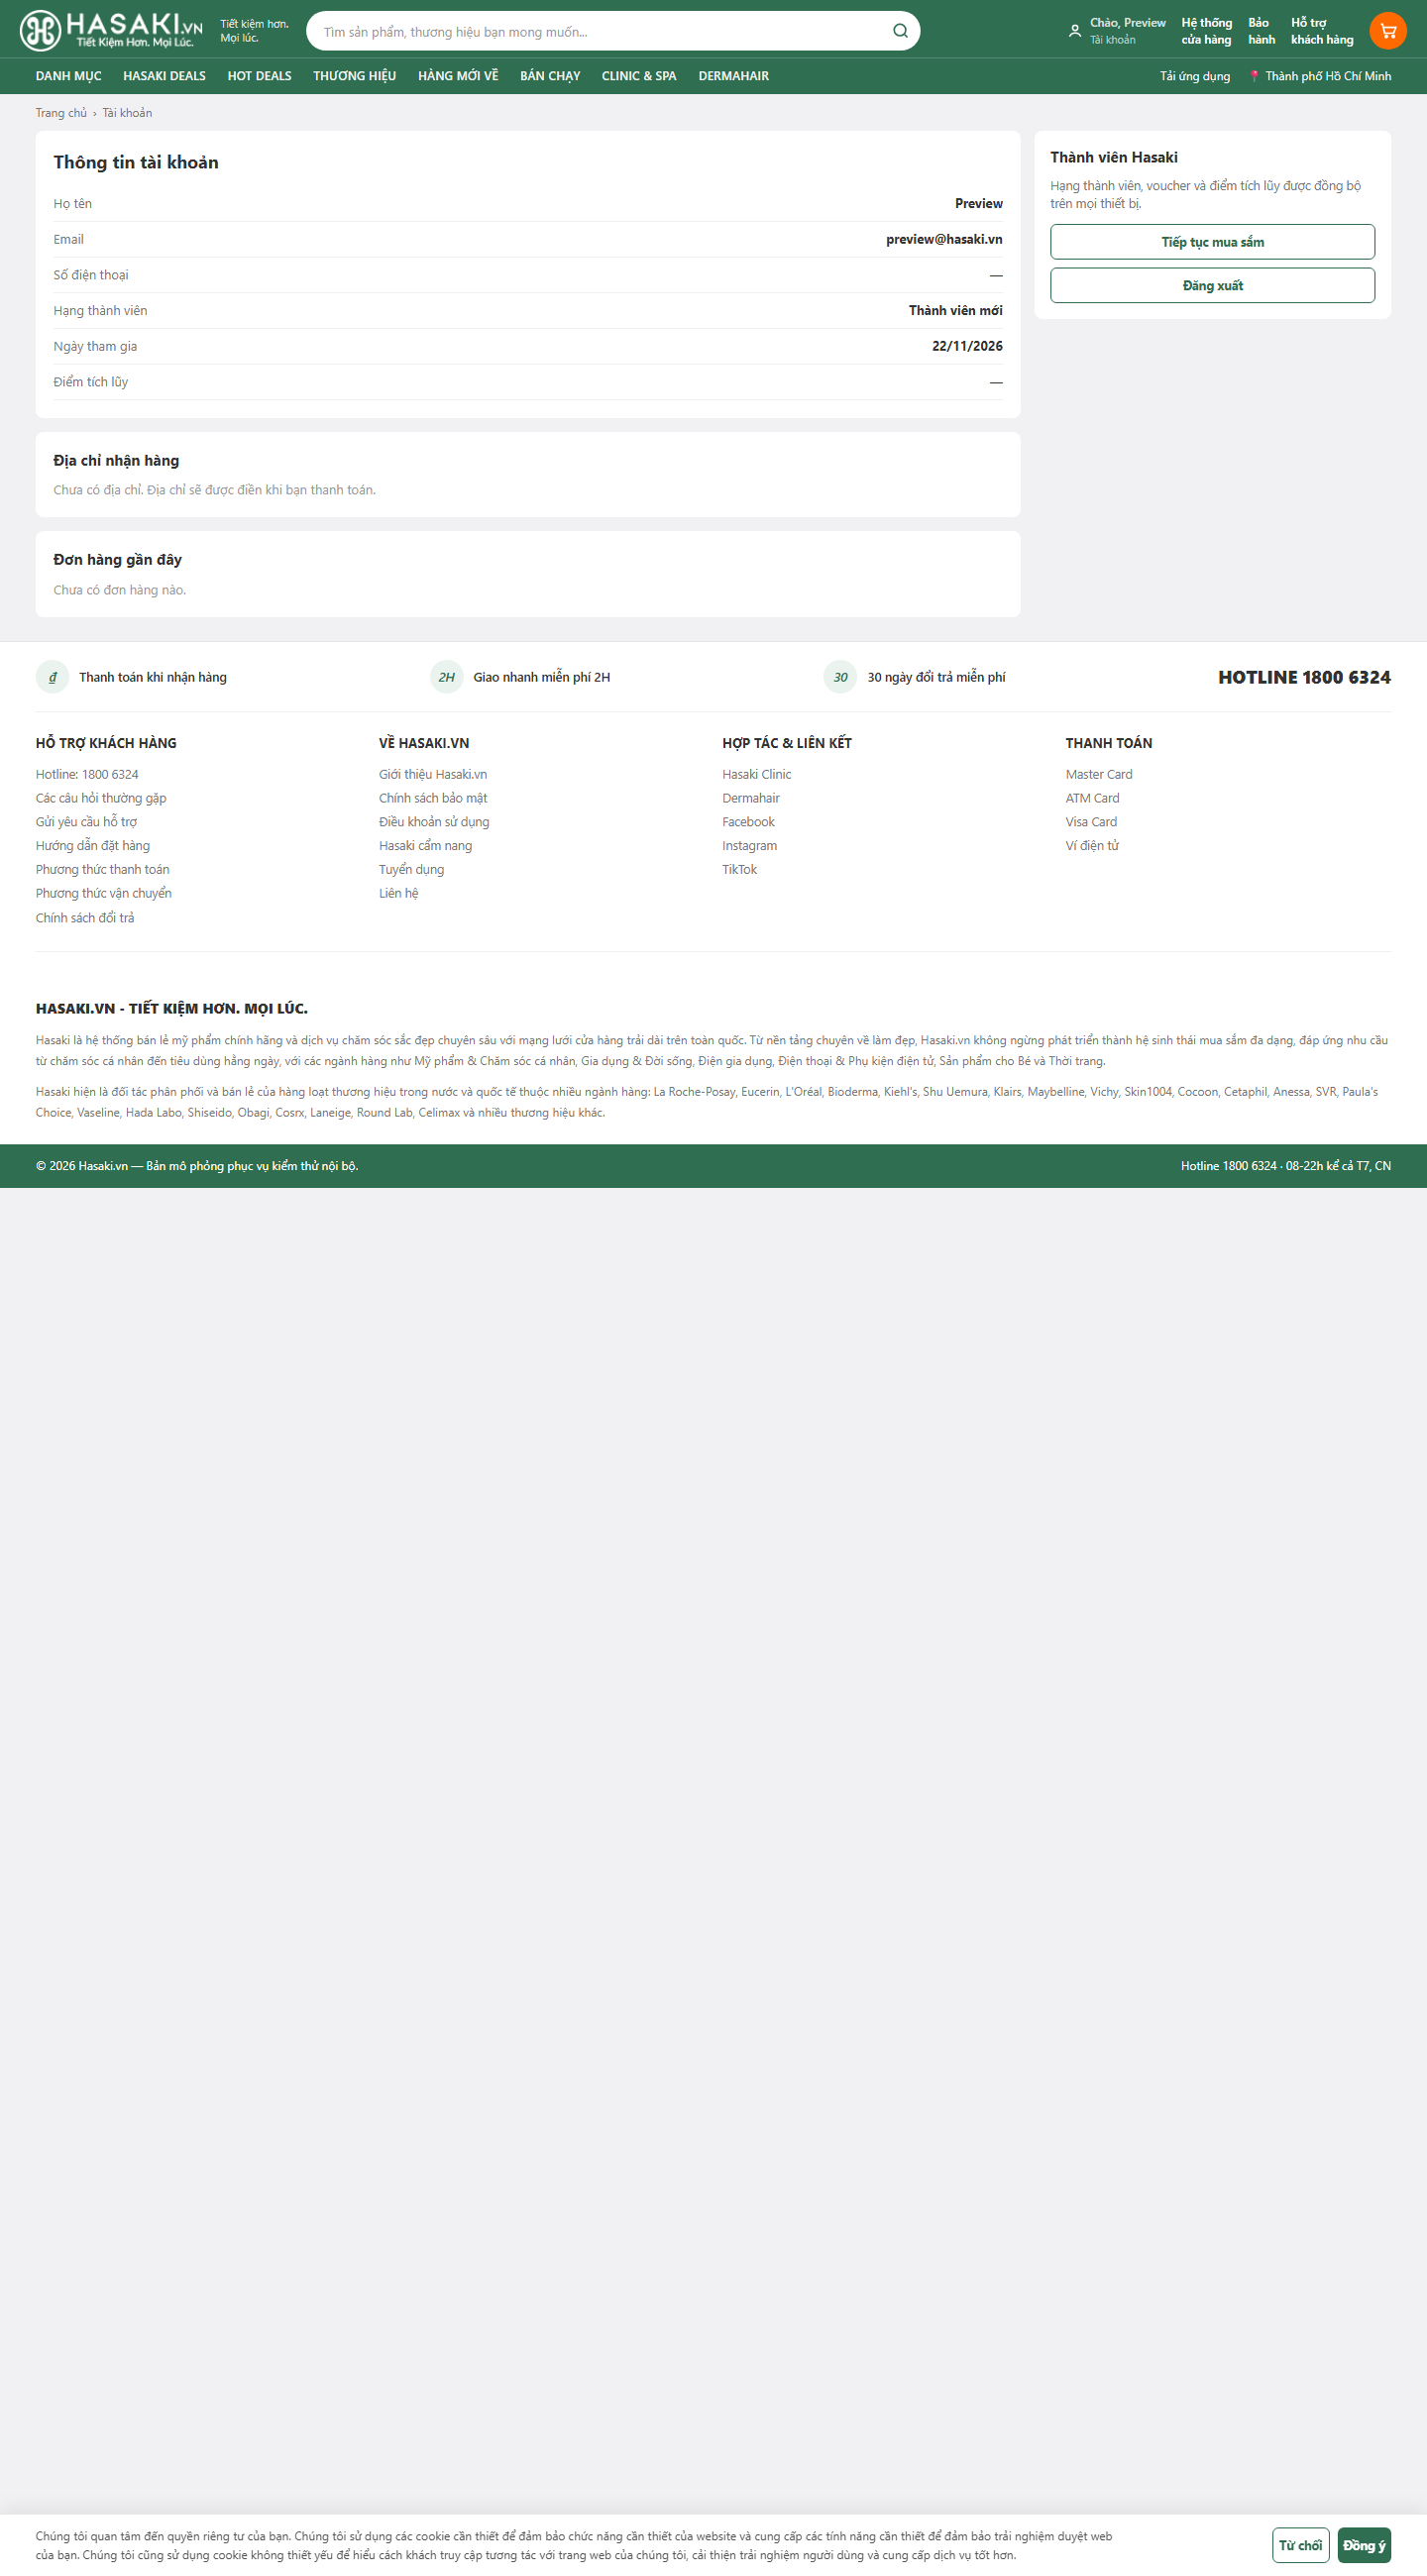 HASAKI.VN
Tiết Kiệm Hơn. Mọi Lúc.
Tiết kiệm hơn.
Mọi lúc.
Tìm sản phẩm, thương hiệu bạn mong muốn...
Chào, Preview
Tài khoản
Hệ thống
cửa hàng
Bảo
hành
Hỗ trợ
khách hàng
DANH MỤC HASAKI DEALS HOT DEALS THƯƠNG HIỆU HÀNG MỚI VỀ BÁN CHẠY CLINIC & SPA DERMAHAIR
Tải ứng dụng Thành phố Hồ Chí Minh
Trang chủ › Tài khoản
Thông tin tài khoản
Họ tên Preview
Email preview@hasaki.vn
Số điện thoại —
Hạng thành viên Thành viên mới
Ngày tham gia 22/11/2026
Điểm tích lũy —
Thành viên Hasaki
Hạng thành viên, voucher và điểm tích lũy được đồng bộ
trên mọi thiết bị.
Tiếp tục mua sắm
Đăng xuất
Địa chỉ nhận hàng
Chưa có địa chỉ. Địa chỉ sẽ được điền khi bạn thanh toán.
Đơn hàng gần đây
Chưa có đơn hàng nào.
₫ Thanh toán khi nhận hàng
2H Giao nhanh miễn phí 2H
30 30 ngày đổi trả miễn phí
HOTLINE 1800 6324
HỖ TRỢ KHÁCH HÀNG
Hotline: 1800 6324
Các câu hỏi thường gặp
Gửi yêu cầu hỗ trợ
Hướng dẫn đặt hàng
Phương thức thanh toán
Phương thức vận chuyển
Chính sách đổi trả
VỀ HASAKI.VN
Giới thiệu Hasaki.vn
Chính sách bảo mật
Điều khoản sử dụng
Hasaki cẩm nang
Tuyển dụng
Liên hệ
HỢP TÁC & LIÊN KẾT
Hasaki Clinic
Dermahair
Facebook
Instagram
TikTok
THANH TOÁN
Master Card
ATM Card
Visa Card
Ví điện tử
HASAKI.VN - TIẾT KIỆM HƠN. MỌI LÚC.
Hasaki là hệ thống bán lẻ mỹ phẩm chính hãng và dịch vụ chăm sóc sắc đẹp chuyên sâu với mạng lưới cửa hàng trải dài trên toàn quốc. Từ nền tảng chuyên về làm đẹp, Hasaki.vn không ngừng phát triển thành hệ sinh thái mua sắm đa dạng, đáp ứng nhu cầu
từ chăm sóc cá nhân đến tiêu dùng hằng ngày, với các ngành hàng như Mỹ phẩm & Chăm sóc cá nhân, Gia dụng & Đời sống, Điện gia dụng, Điện thoại & Phụ kiện điện tử, Sản phẩm cho Bé và Thời trang.
Hasaki hiện là đối tác phân phối và bán lẻ của hàng loạt thương hiệu trong nước và quốc tế thuộc nhiều ngành hàng: La Roche-Posay, Eucerin, L'Oréal, Bioderma, Kiehl's, Shu Uemura, Klairs, Maybelline, Vichy, Skin1004, Cocoon, Cetaphil, Anessa, SVR, Paula's
Choice, Vaseline, Hada Labo, Shiseido, Obagi, Cosrx, Laneige, Round Lab, Celimax và nhiều thương hiệu khác.
© 2026 Hasaki.vn — Bản mô phỏng phục vụ kiểm thử nội bộ.
Hotline 1800 6324 · 08-22h kể cả T7, CN
Chúng tôi quan tâm đến quyền riêng tư của bạn. Chúng tôi sử dụng các cookie cần thiết để đảm bảo chức năng cần thiết của website và cung cấp các tính năng cần thiết để đảm bảo trải nghiệm duyệt web
của bạn. Chúng tôi cũng sử dụng cookie không thiết yếu để hiểu cách khách truy cập tương tác với trang web của chúng tôi, cải thiện trải nghiệm người dùng và cung cấp dịch vụ tốt hơn.
Từ chối
Đồng ý